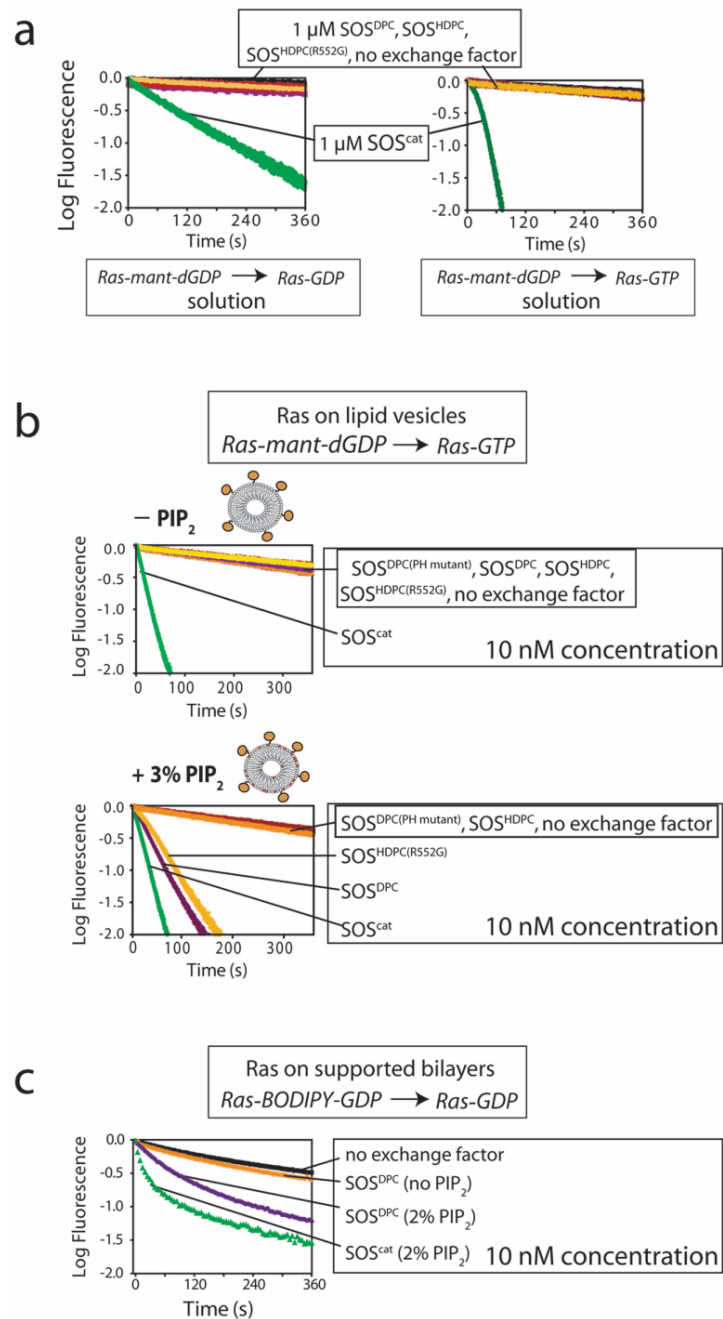 a
1 μM SOS^DPC, SOS^HDPC,
SOS^HDPC(R552G), no exchange factor
Log Fluorescence
0.0
-0.5
-1.0
-1.5
-2.0
0 120 240 360
Time (s)
1 μM SOS^cat
0.0
-0.5
-1.0
-1.5
-2.0
0 120 240 360
Time (s)
Ras-mant-dGDP → Ras-GDP
solution
Ras-mant-dGDP → Ras-GTP
solution
b
Ras on lipid vesicles
Ras-mant-dGDP → Ras-GTP
− PIP₂
Log Fluorescence
0.0
-0.5
-1.0
-1.5
-2.0
0 100 200 300
Time (s)
SOS^DPC(PH mutant), SOS^DPC, SOS^HDPC,
SOS^HDPC(R552G), no exchange factor
SOS^cat
10 nM concentration
+ 3% PIP₂
Log Fluorescence
0.0
-0.5
-1.0
-1.5
-2.0
0 100 200 300
Time (s)
SOS^DPC(PH mutant), SOS^HDPC, no exchange factor
SOS^HDPC(R552G)
SOS^DPC
SOS^cat
10 nM concentration
c
Ras on supported bilayers
Ras-BODIPY-GDP → Ras-GDP
Log Fluorescence
0.0
-0.5
-1.0
-1.5
-2.0
0 120 240 360
Time (s)
no exchange factor
SOS^DPC (no PIP₂)
SOS^DPC (2% PIP₂)
SOS^cat (2% PIP₂)
10 nM concentration